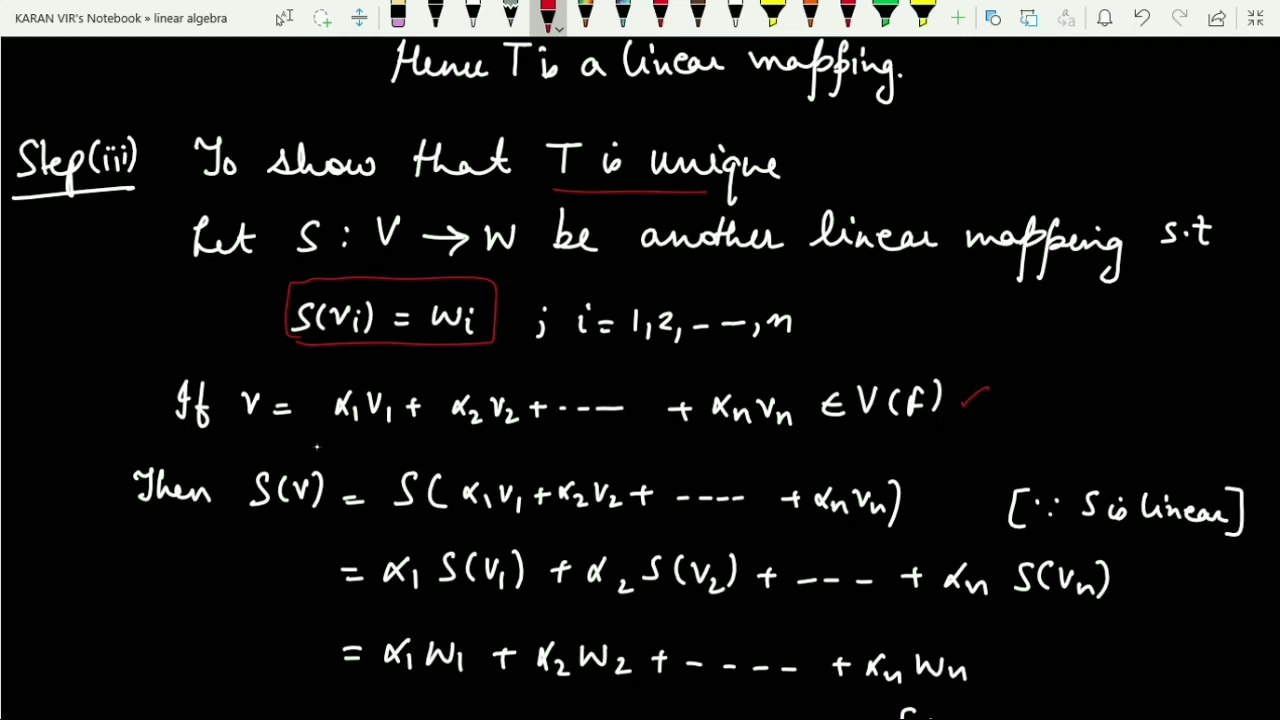 KARAN VIR's Notebook » linear algebra
Hence T is a linear mapping.
Step(iii) To show that T is unique
Let S : V → W be another linear mapping s.t
S(vi) = wi ; i = 1, 2, - - -, n
If v = α1v1 + α2v2 + ---- + αnvn ∈ V(F)
Then S(v) = S(α1v1 + α2v2 + ---- + αnvn) [∵ S is linear]
= α1 S(v1) + α2 S(v2) + --- + αn S(vn)
= α1w1 + α2w2 + ---- + αnwn